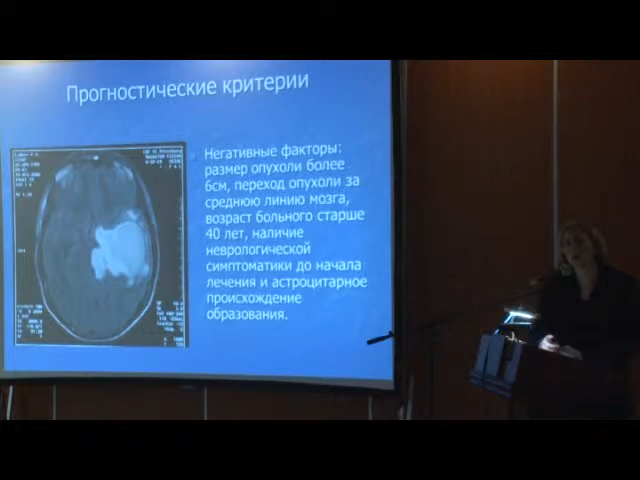 Прогностические критерии
Негативные факторы:
размер опухоли более
6см, переход опухоли за
среднюю линию мозга,
возраст больного старше
40 лет, наличие
неврологической
симптоматики до начала
лечения и астроцитарное
происхождение
образования.